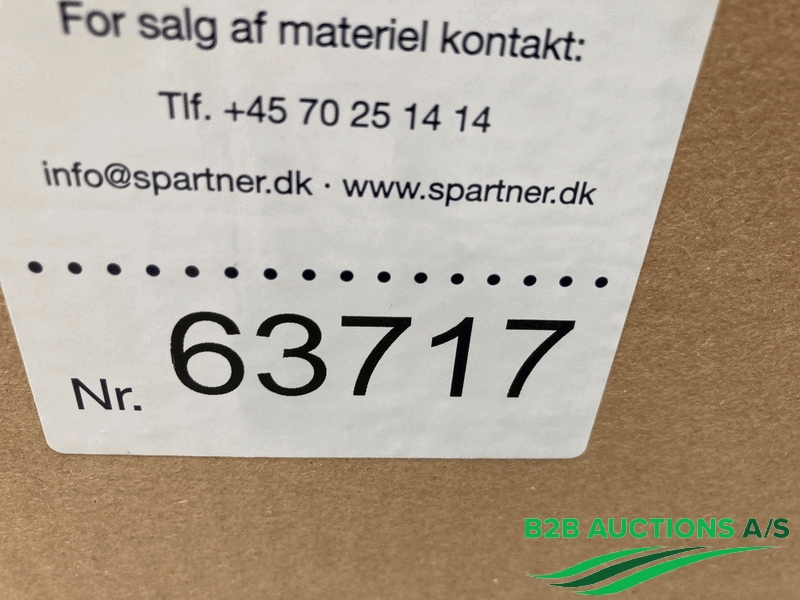 For salg af materiel kontakt:
Tlf. +45 70 25 14 14
info@spartner.dk · www.spartner.dk
Nr. 63717
B2B AUCTIONS A/S